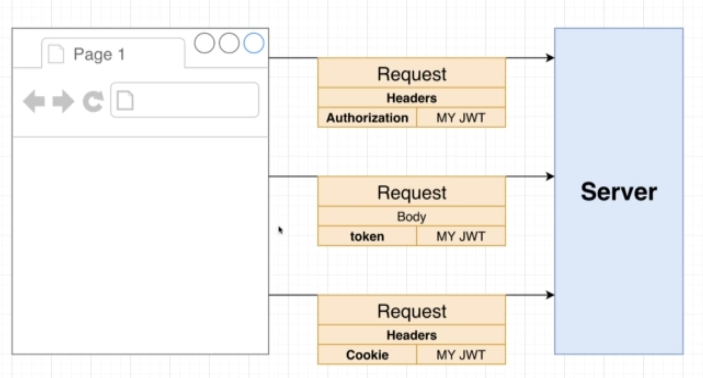 Page 1
Request
Headers
Authorization MY JWT
Request
Body
token MY JWT
Request
Headers
Cookie MY JWT
Server